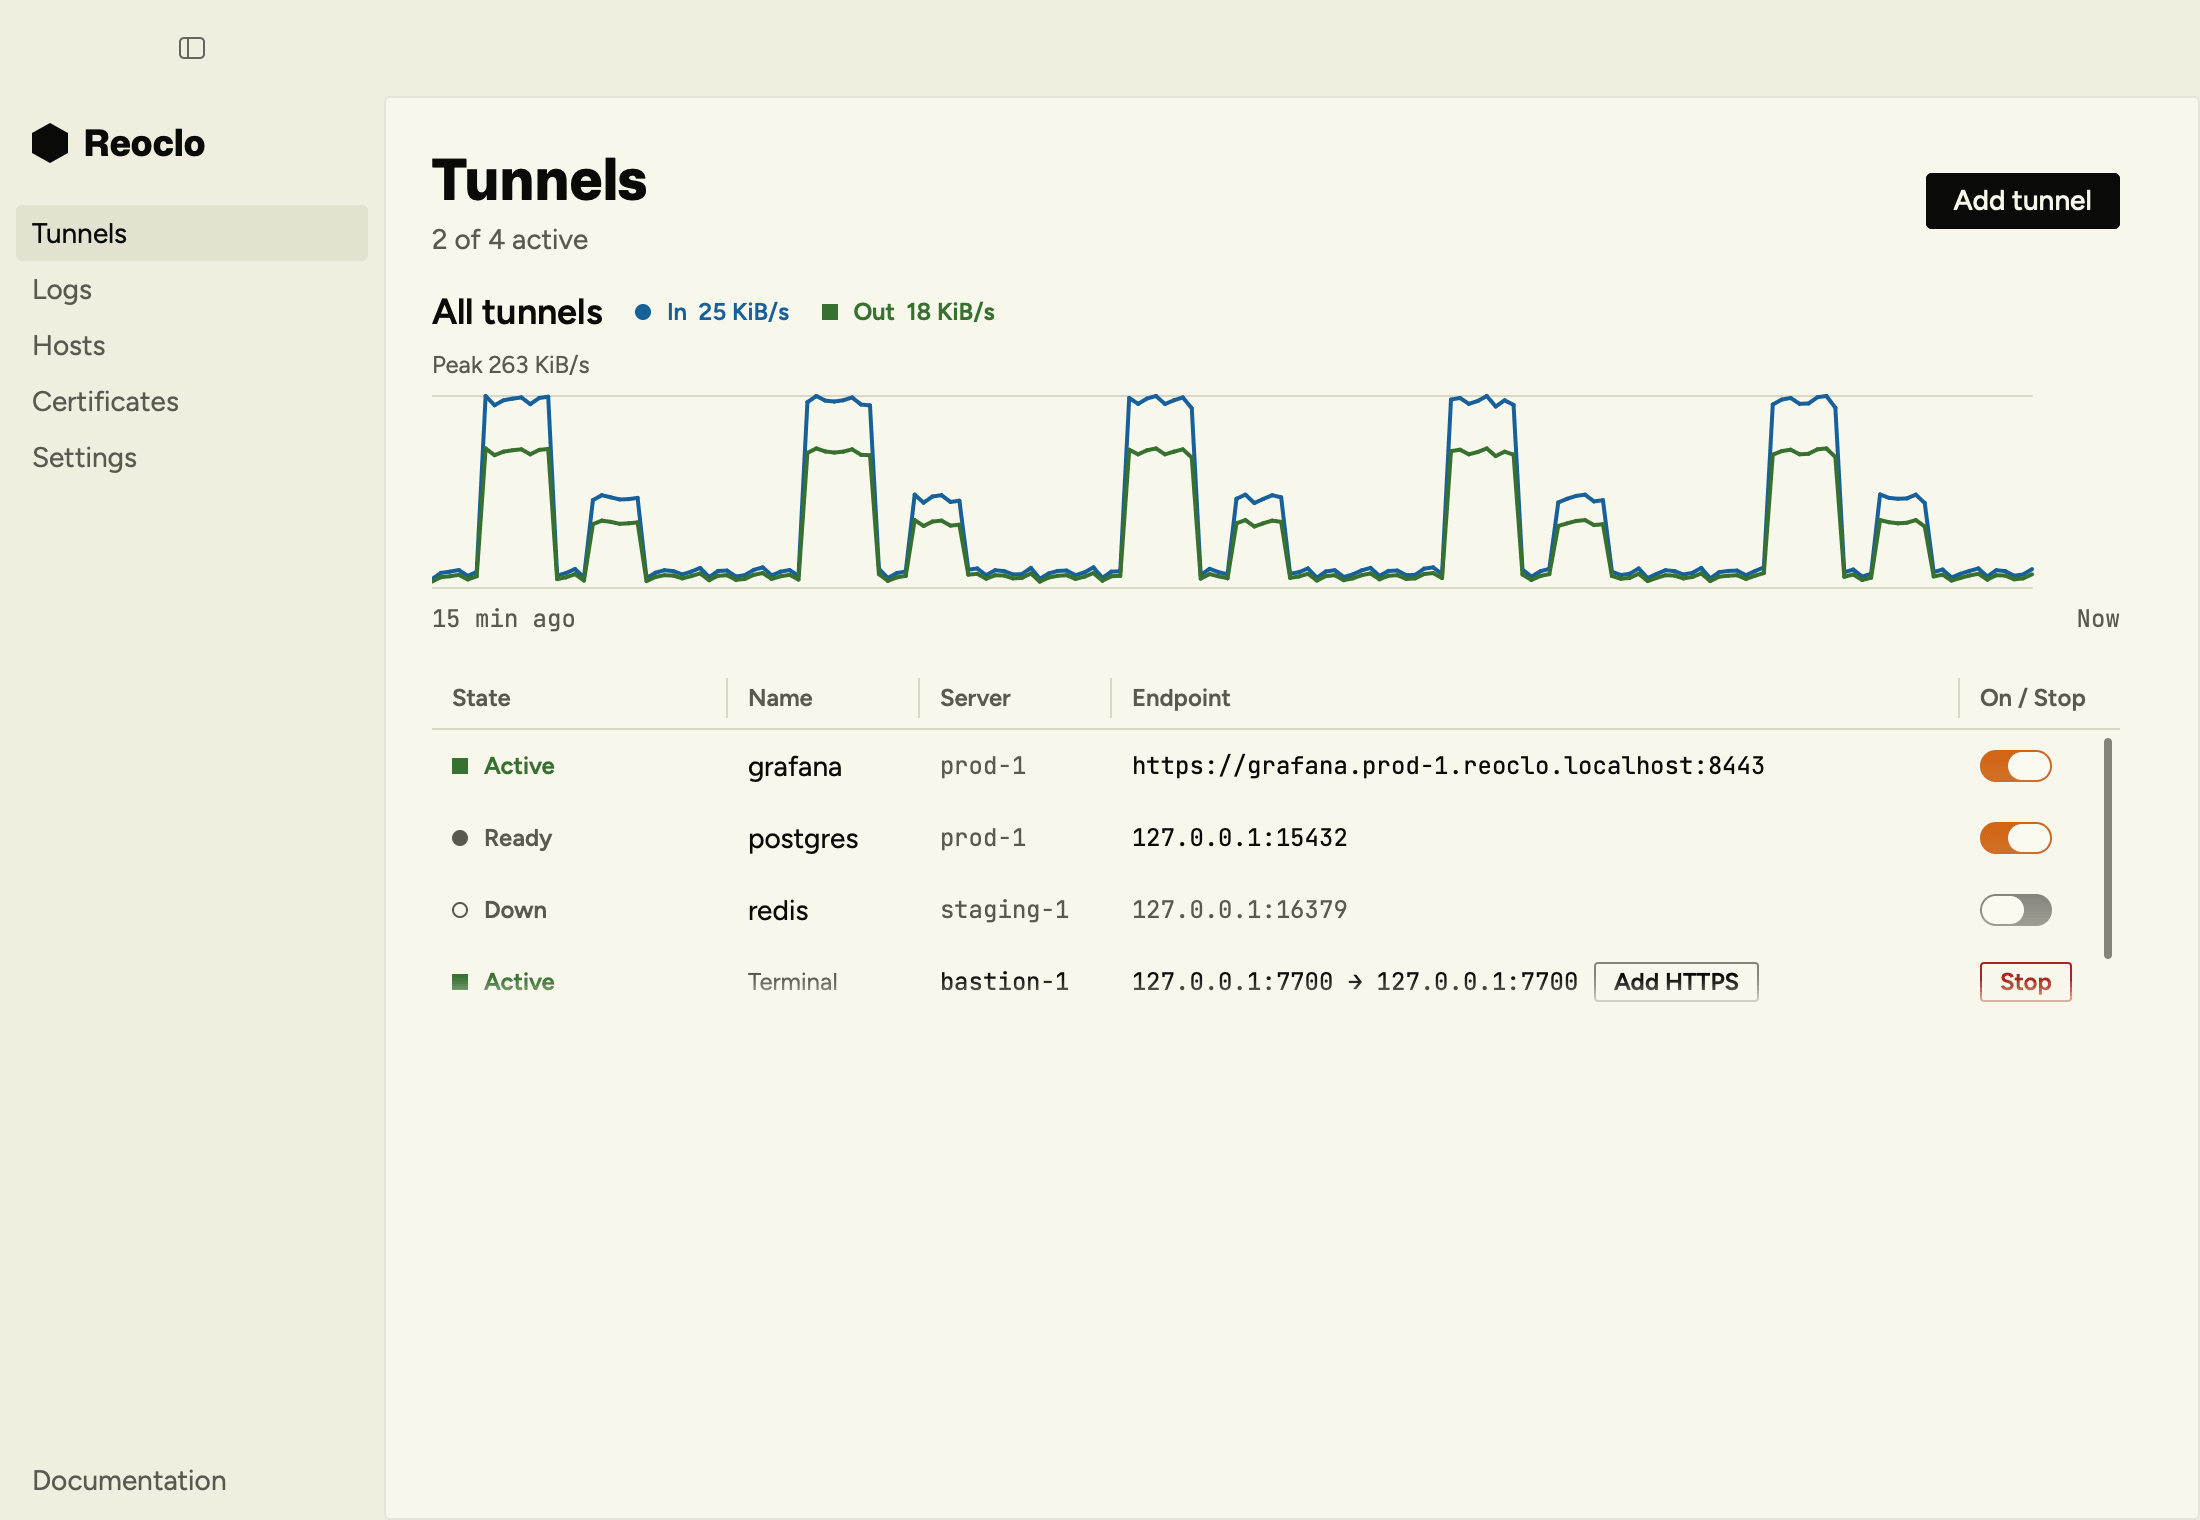 Reoclo
Tunnels
Logs
Hosts
Certificates
Settings
Documentation
Tunnels
2 of 4 active
Add tunnel
All tunnels In 25 KiB/s Out 18 KiB/s
Peak 263 KiB/s
15 min ago Now
State Name Server Endpoint On / Stop
Active grafana prod-1 https://grafana.prod-1.reoclo.localhost:8443
Ready postgres prod-1 127.0.0.1:15432
Down redis staging-1 127.0.0.1:16379
Active Terminal bastion-1 127.0.0.1:7700 → 127.0.0.1:7700 Add HTTPS Stop